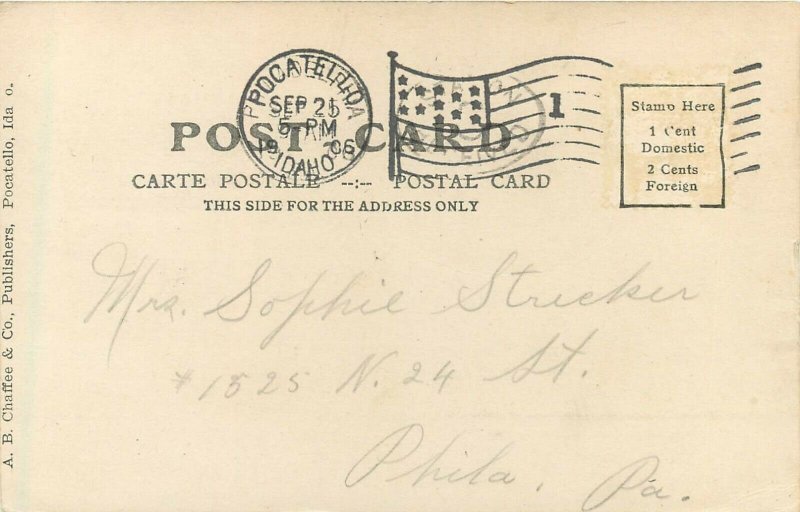 POCATELLO
SEP 25
5-PM
1906
IDAHO
1
POST CARD
CARTE POSTALE --:-- POSTAL CARD
THIS SIDE FOR THE ADDRESS ONLY
Stamp Here
1 Cent
Domestic
2 Cents
Foreign
Mrs. Sophie Strecker
#1525 N. 24 St.
Phila, Pa.
A. B. Chaffee & Co., Publishers, Pocatello, Ida o.